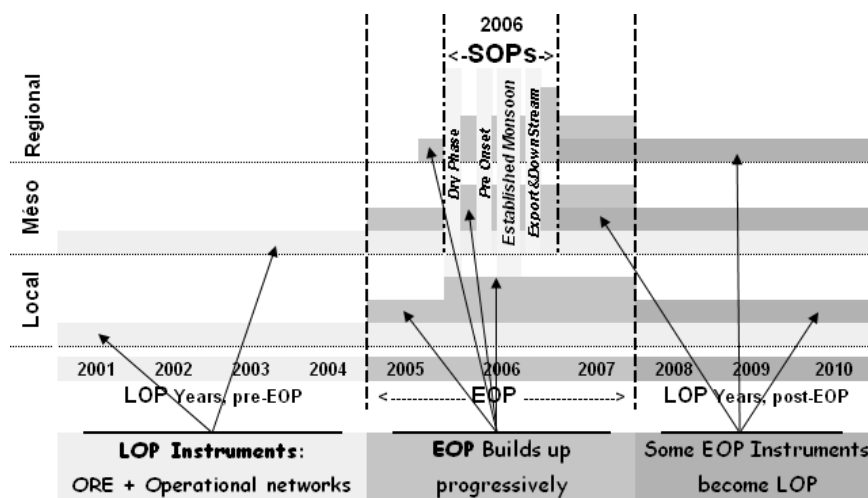 2006
<-SOPs->
Regional
Dry Phase
Pre Onset
Established Monsoon
Export&DownStream
Méso
Local
2001 2002 2003 2004 2005 2006 2007 2008 2009 2010
LOP Years, pre-EOP <------------EOP ------------> LOP Years, post-EOP
LOP Instruments: EOP Builds up Some EOP Instruments
ORE + Operational networks progressively become LOP